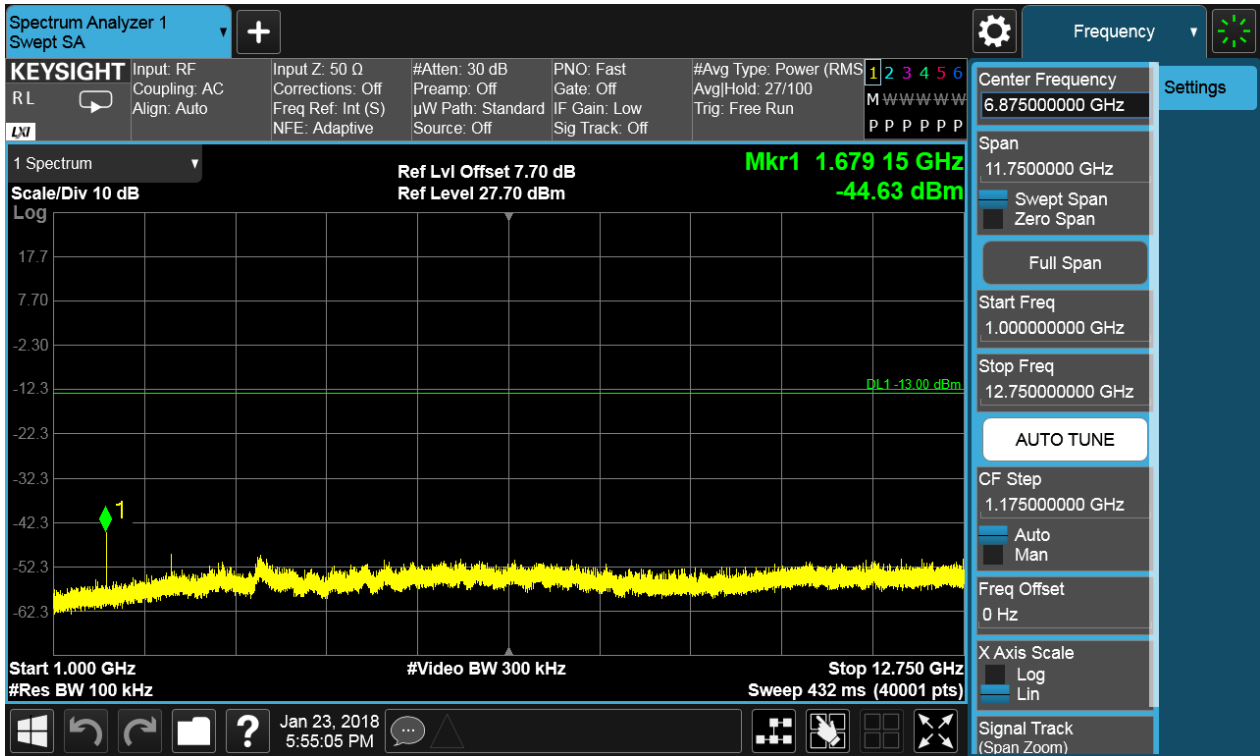 Spectrum Analyzer 1
Swept SA
+
Frequency
KEYSIGHT
RL
LXI
Input: RF
Coupling: AC
Align: Auto
Input Z: 50 Ω
Corrections: Off
Freq Ref: Int (S)
NFE: Adaptive
#Atten: 30 dB
Preamp: Off
µW Path: Standard
Source: Off
PNO: Fast
Gate: Off
IF Gain: Low
Sig Track: Off
#Avg Type: Power (RMS
Avg|Hold: 27/100
Trig: Free Run
1 2 3 4 5 6
M W W W W W
P P P P P P
1 Spectrum
Scale/Div 10 dB
Log
Ref Lvl Offset 7.70 dB
Ref Level 27.70 dBm
Mkr1 1.679 15 GHz
-44.63 dBm
17.7
7.70
-2.30
-12.3
-22.3
-32.3
-42.3
-52.3
-62.3
DL1 -13.00 dBm
1
Start 1.000 GHz
#Res BW 100 kHz
#Video BW 300 kHz
Stop 12.750 GHz
Sweep 432 ms (40001 pts)
Center Frequency
6.875000000 GHz
Span
11.7500000 GHz
Swept Span
Zero Span
Full Span
Start Freq
1.000000000 GHz
Stop Freq
12.750000000 GHz
AUTO TUNE
CF Step
1.175000000 GHz
Auto
Man
Freq Offset
0 Hz
X Axis Scale
Log
Lin
Signal Track
(Span Zoom)
Settings
?
Jan 23, 2018
5:55:05 PM